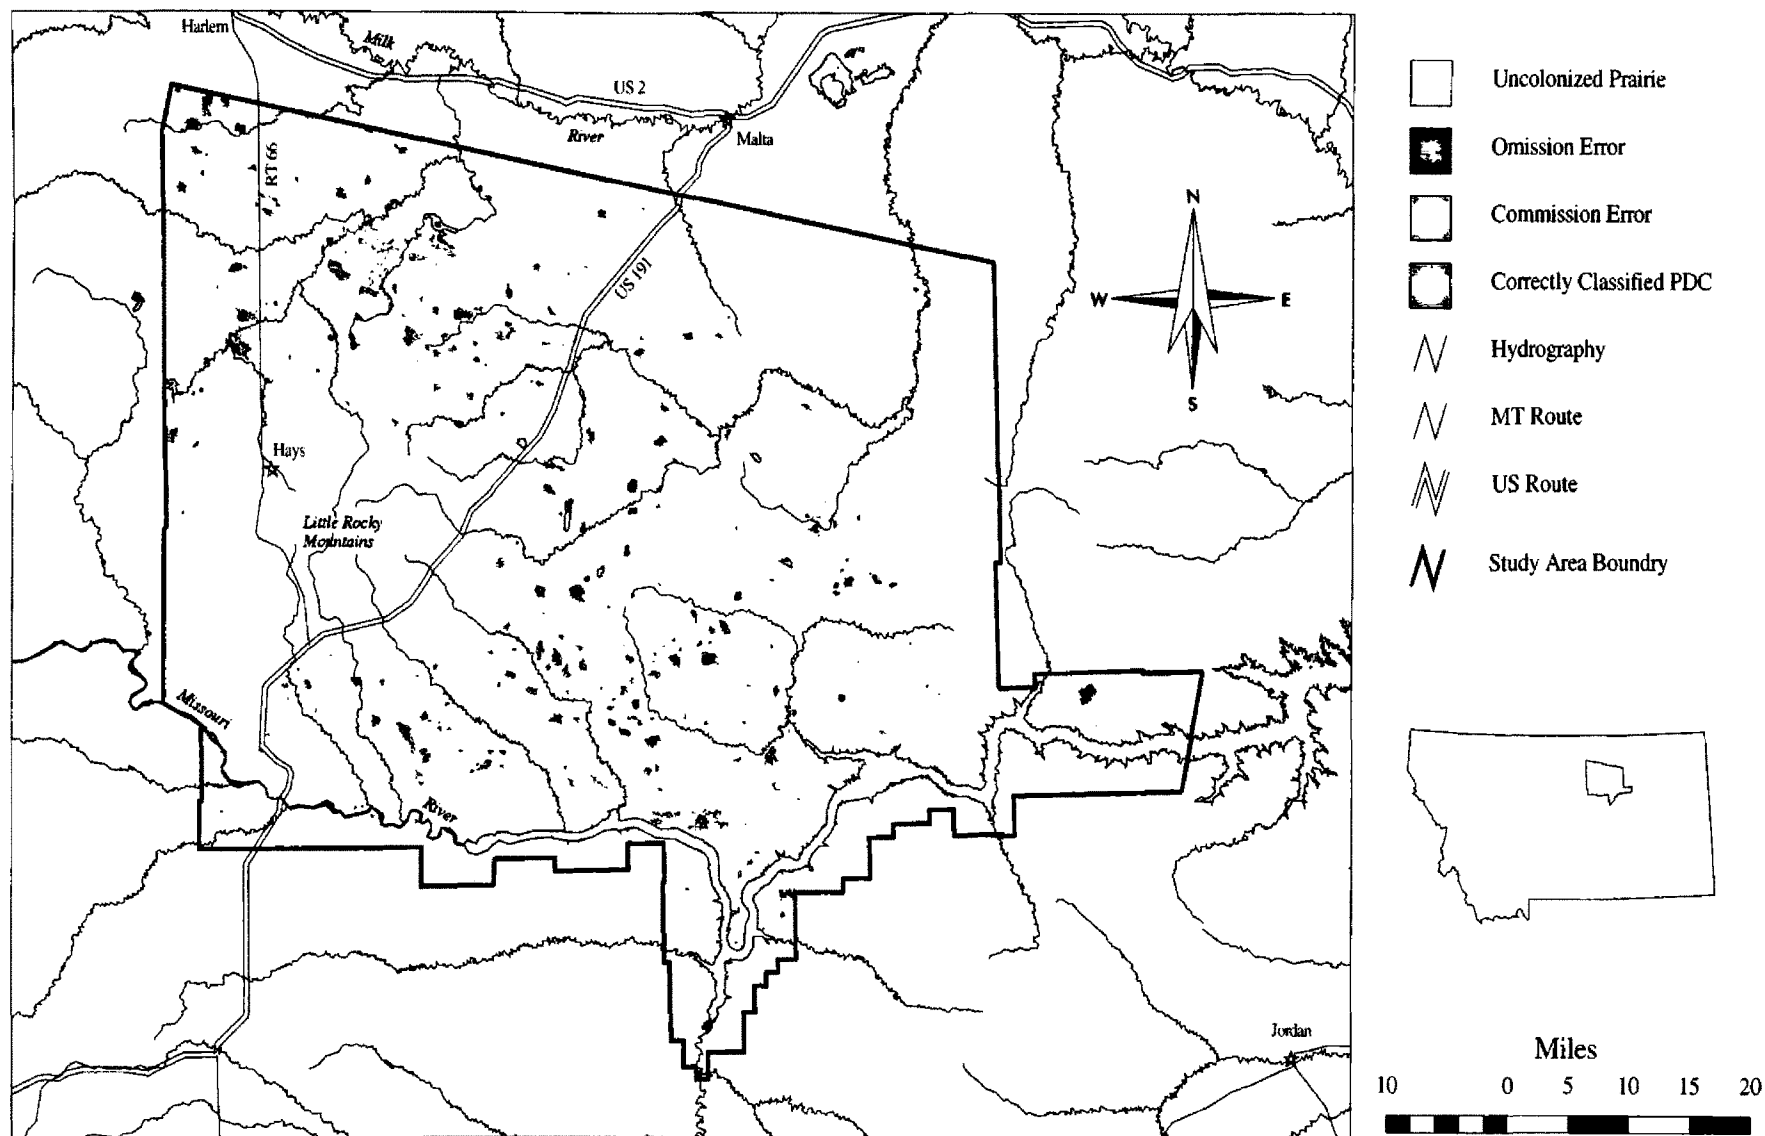 Harlem
Milk
US 2
River
Malta
RT 66
US 191
Hays
Little Rocky
Mountains
Missouri
River
Jordan
N
W
E
S
Uncolonized Prairie
Omission Error
Commission Error
Correctly Classified PDC
Hydrography
MT Route
US Route
Study Area Boundry
Miles
10 0 5 10 15 20